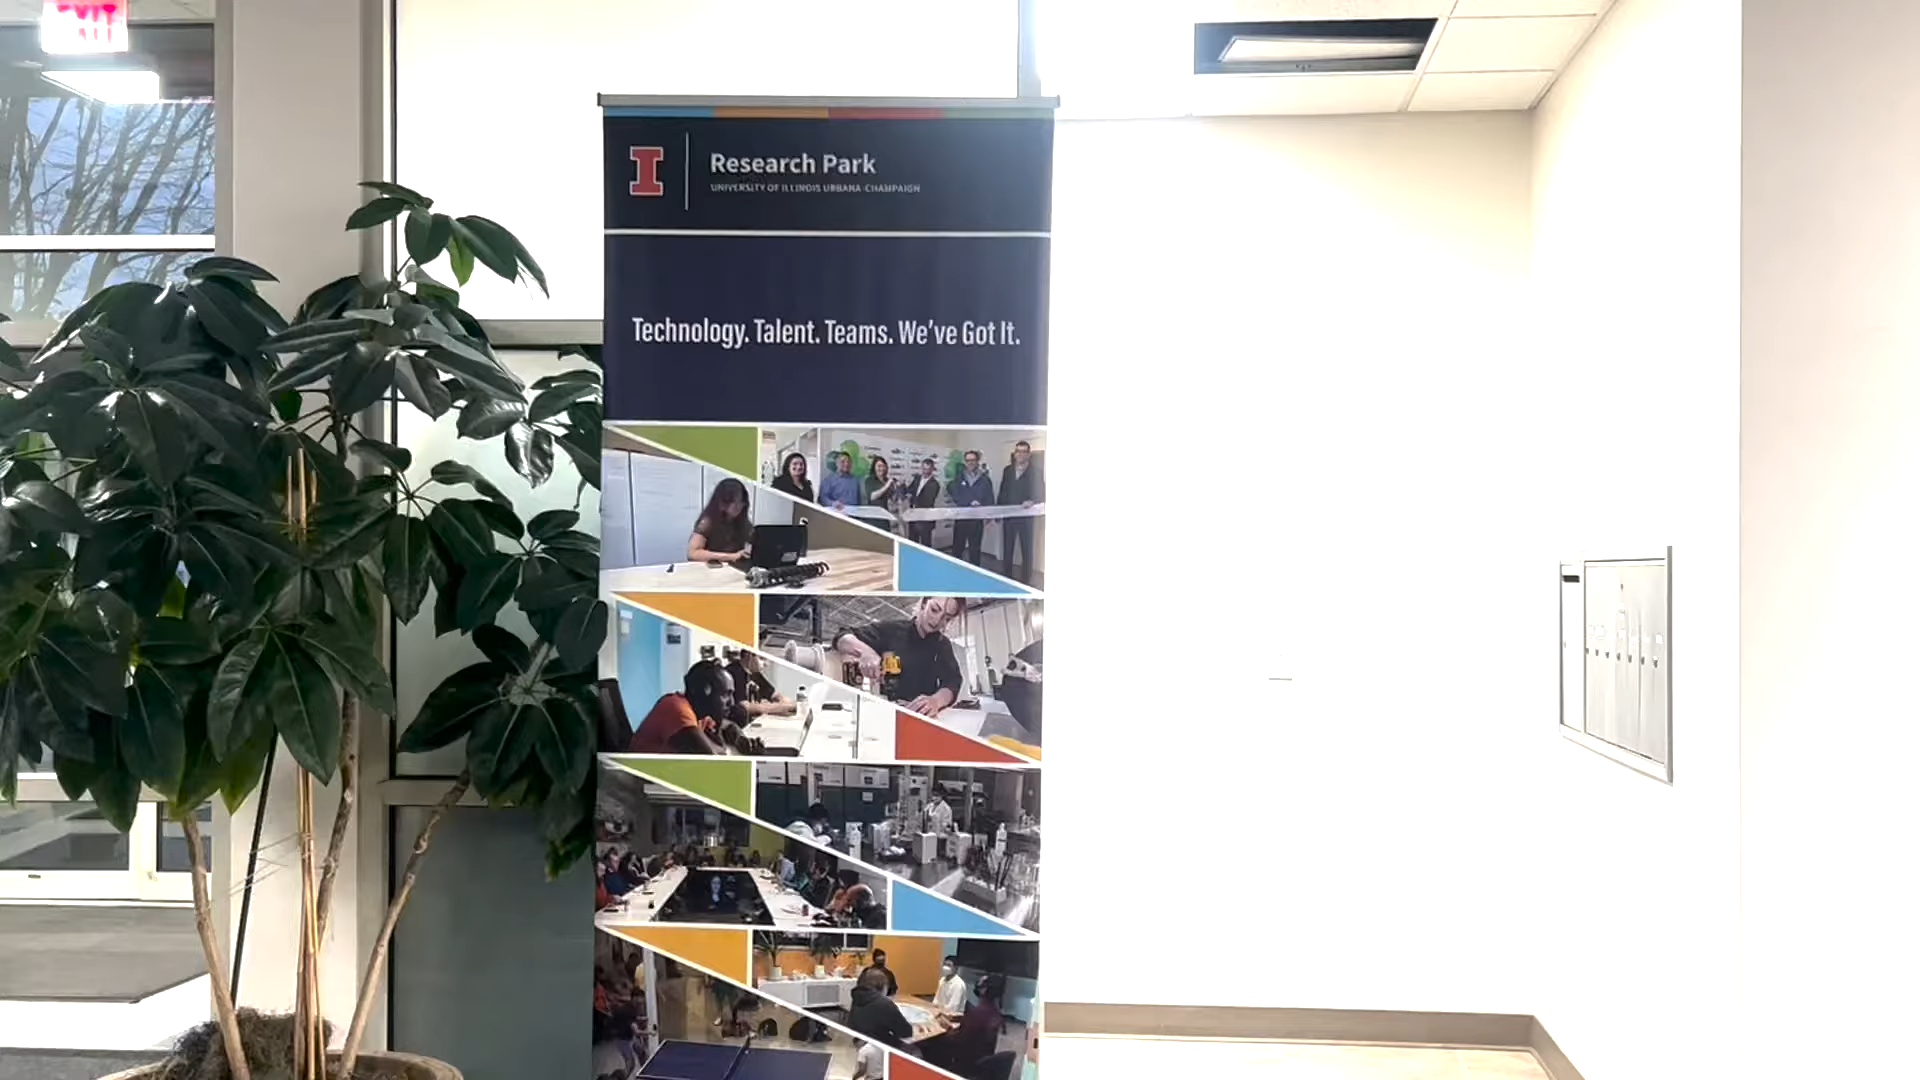 I
Research Park
UNIVERSITY OF ILLINOIS URBANA-CHAMPAIGN
Technology. Talent. Teams. We've Got It.